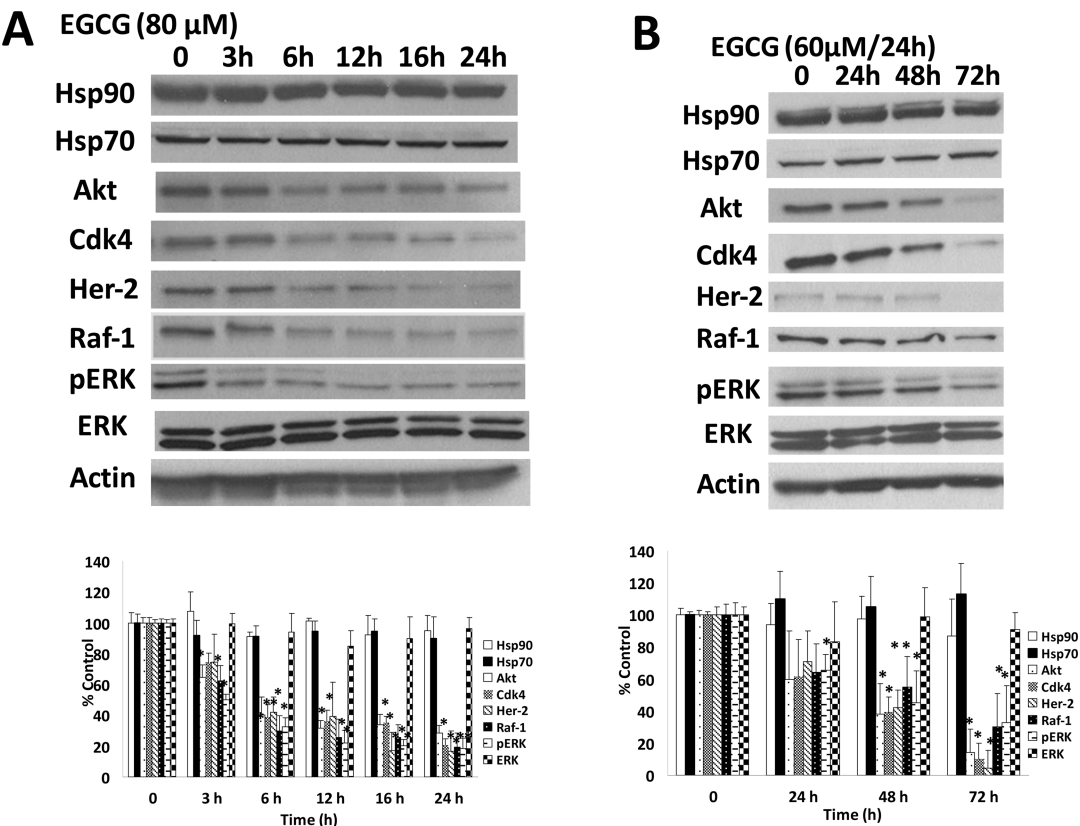 A
EGCG (80 µM)
0 3h 6h 12h 16h 24h
Hsp90
Hsp70
Akt
Cdk4
Her-2
Raf-1
pERK
ERK
Actin
140
120
100
80
60
40
20
0
% Control
0 3 h 6 h 12 h 16 h 24 h
Time (h)
Hsp90
Hsp70
Akt
Cdk4
Her-2
Raf-1
pERK
ERK
B
EGCG (60µM/24h)
0 24h 48h 72h
Hsp90
Hsp70
Akt
Cdk4
Her-2
Raf-1
pERK
ERK
Actin
140
120
100
80
60
40
20
0
% Control
0 24 h 48 h 72 h
Time (h)
Hsp90
Hsp70
Akt
Cdk4
Her-2
Raf-1
pERK
ERK